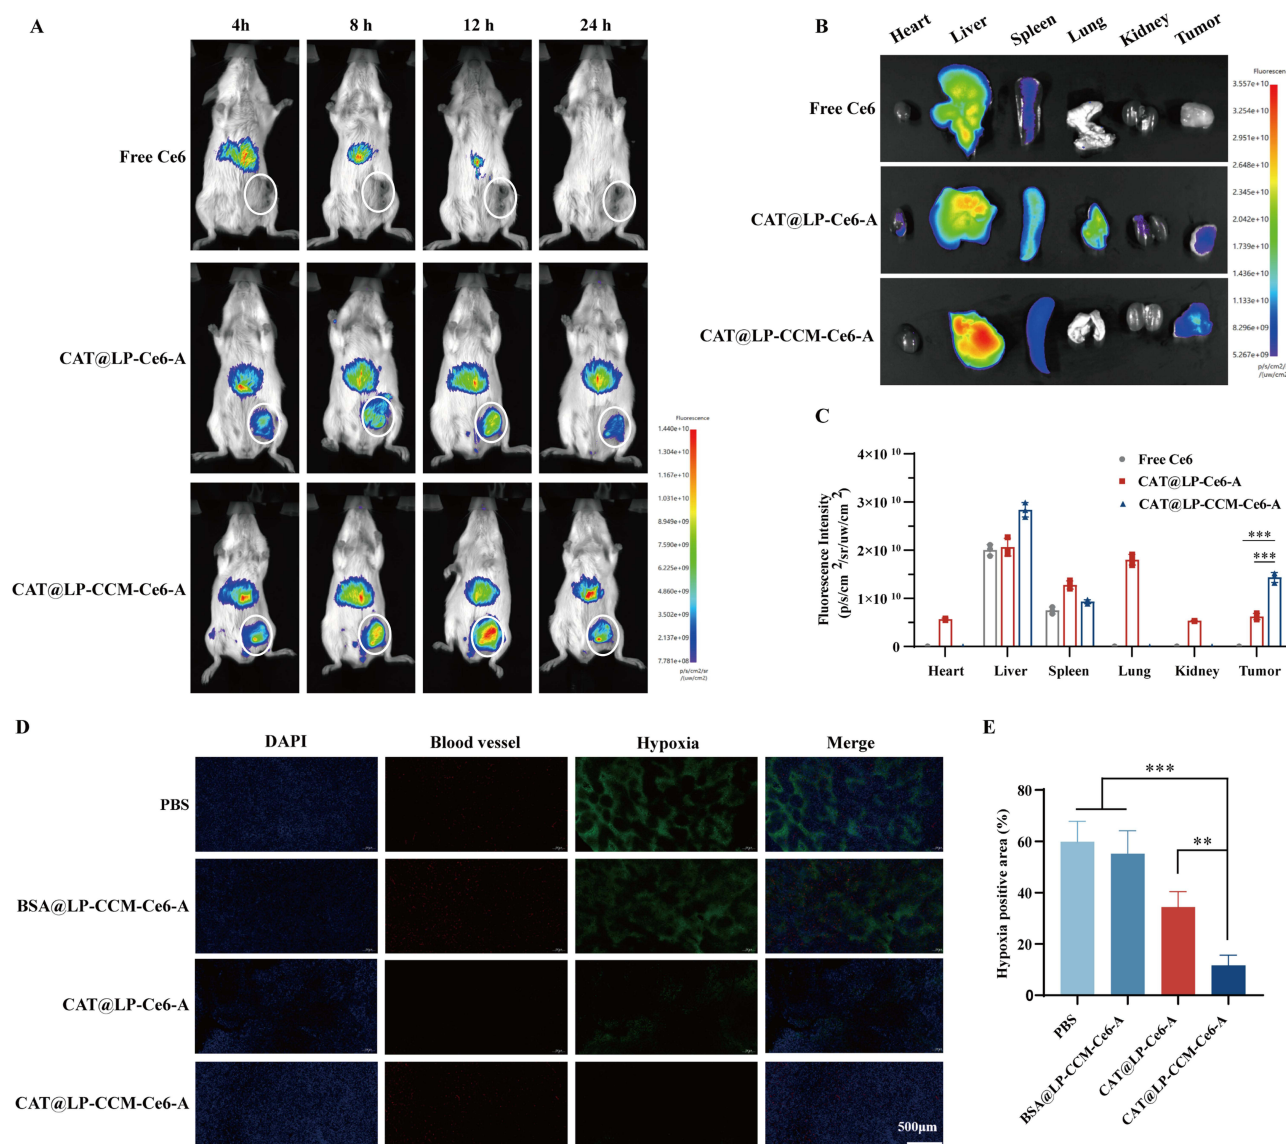 A
4h
8 h
12 h
24 h
Free Ce6
CAT@LP-Ce6-A
CAT@LP-CCM-Ce6-A
Fluorescence
1.440e+10
1.304e+10
1.167e+10
1.031e+10
8.949e+09
7.587e+09
6.225e+09
4.860e+09
3.499e+09
2.137e+09
7.781e+08
p/s/cm2/sr
/(uw/cm2)
B
Heart
Liver
Spleen
Lung
Kidney
Tumor
Free Ce6
CAT@LP-Ce6-A
CAT@LP-CCM-Ce6-A
Fluorescen
3.557e+10
3.254e+10
2.951e+10
2.648e+10
2.345e+10
2.042e+10
1.739e+10
1.436e+10
1.133e+10
8.296e+09
5.267e+09
p/s/cm2/
/(uw/cm2
C
Fluorescence Intensity
(p/s/cm²/sr/uw/cm²)
4×10 10
3×10 10
2×10 10
1×10 10
0
Free Ce6
CAT@LP-Ce6-A
CAT@LP-CCM-Ce6-A
***
***
Heart
Liver
Spleen
Lung
Kidney
Tumor
D
DAPI
Blood vessel
Hypoxia
Merge
PBS
BSA@LP-CCM-Ce6-A
CAT@LP-Ce6-A
CAT@LP-CCM-Ce6-A
500μm
E
Hypoxia positive area (%)
80
60
40
20
0
***
**
PBS
BSA@LP-CCM-Ce6-A
CAT@LP-Ce6-A
CAT@LP-CCM-Ce6-A